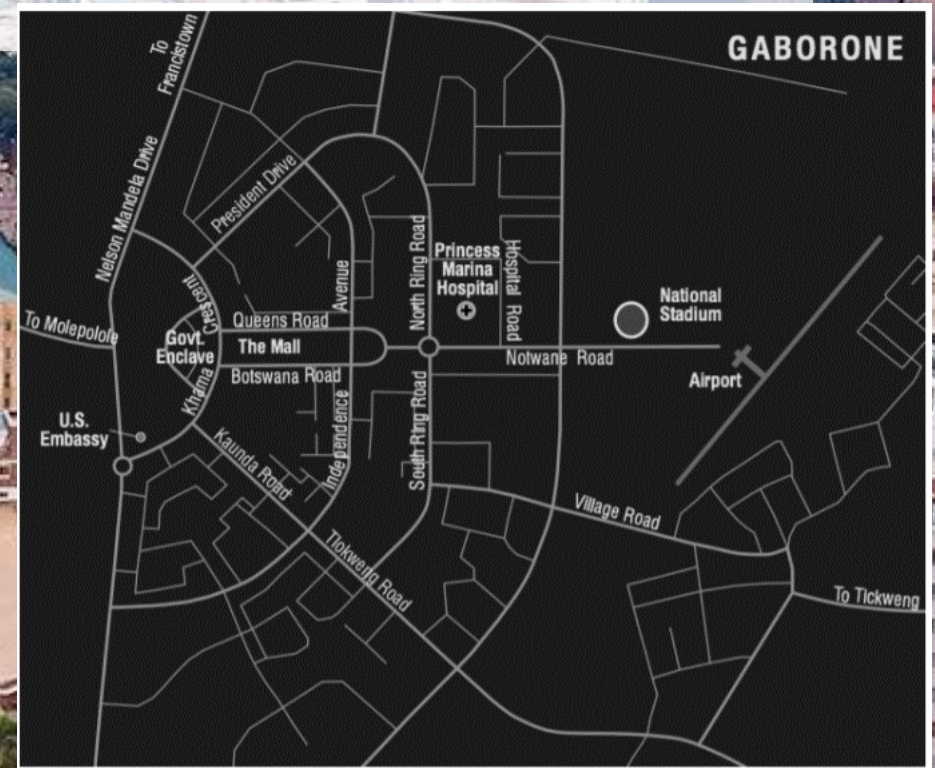 GABORONE
To
Francistown
Nelson Mandela Drive
President Drive
To Molepolole
Khama Crescent
Govt.
Enclave
Queens Road
The Mall
Botswana Road
Independence Avenue
North Ring Road
South Ring Road
Princess
Marina
Hospital
Hospital Road
National
Stadium
Notwane Road
Airport
U.S.
Embassy
Kaunda Road
Tlokweng Road
Village Road
To Tlckweng